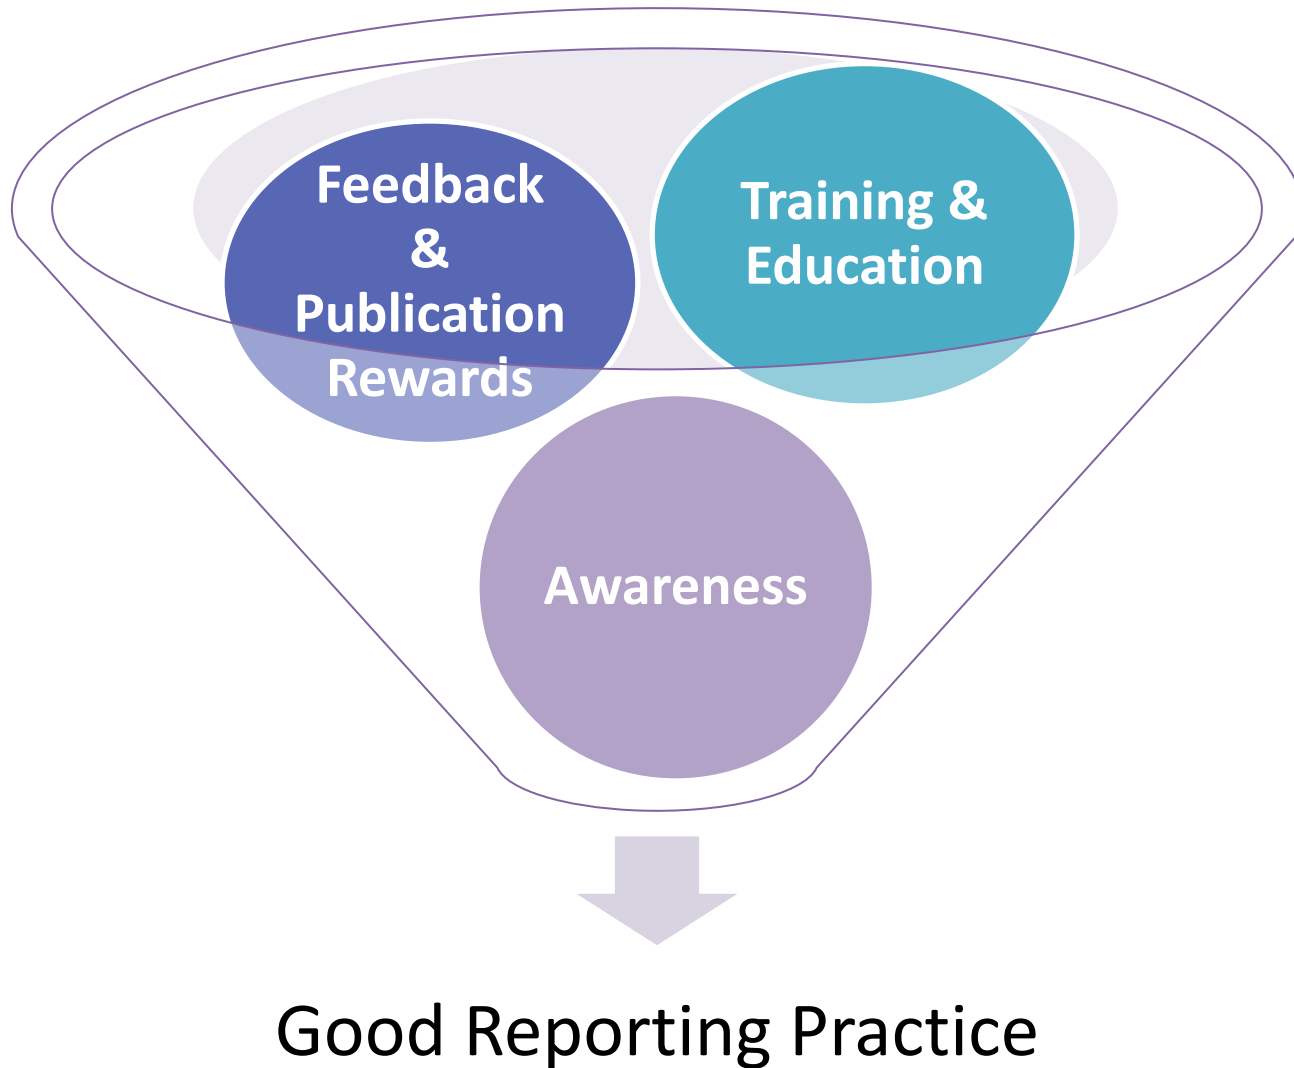 Feedback
&
Publication
Rewards
Training &
Education
Awareness
Good Reporting Practice